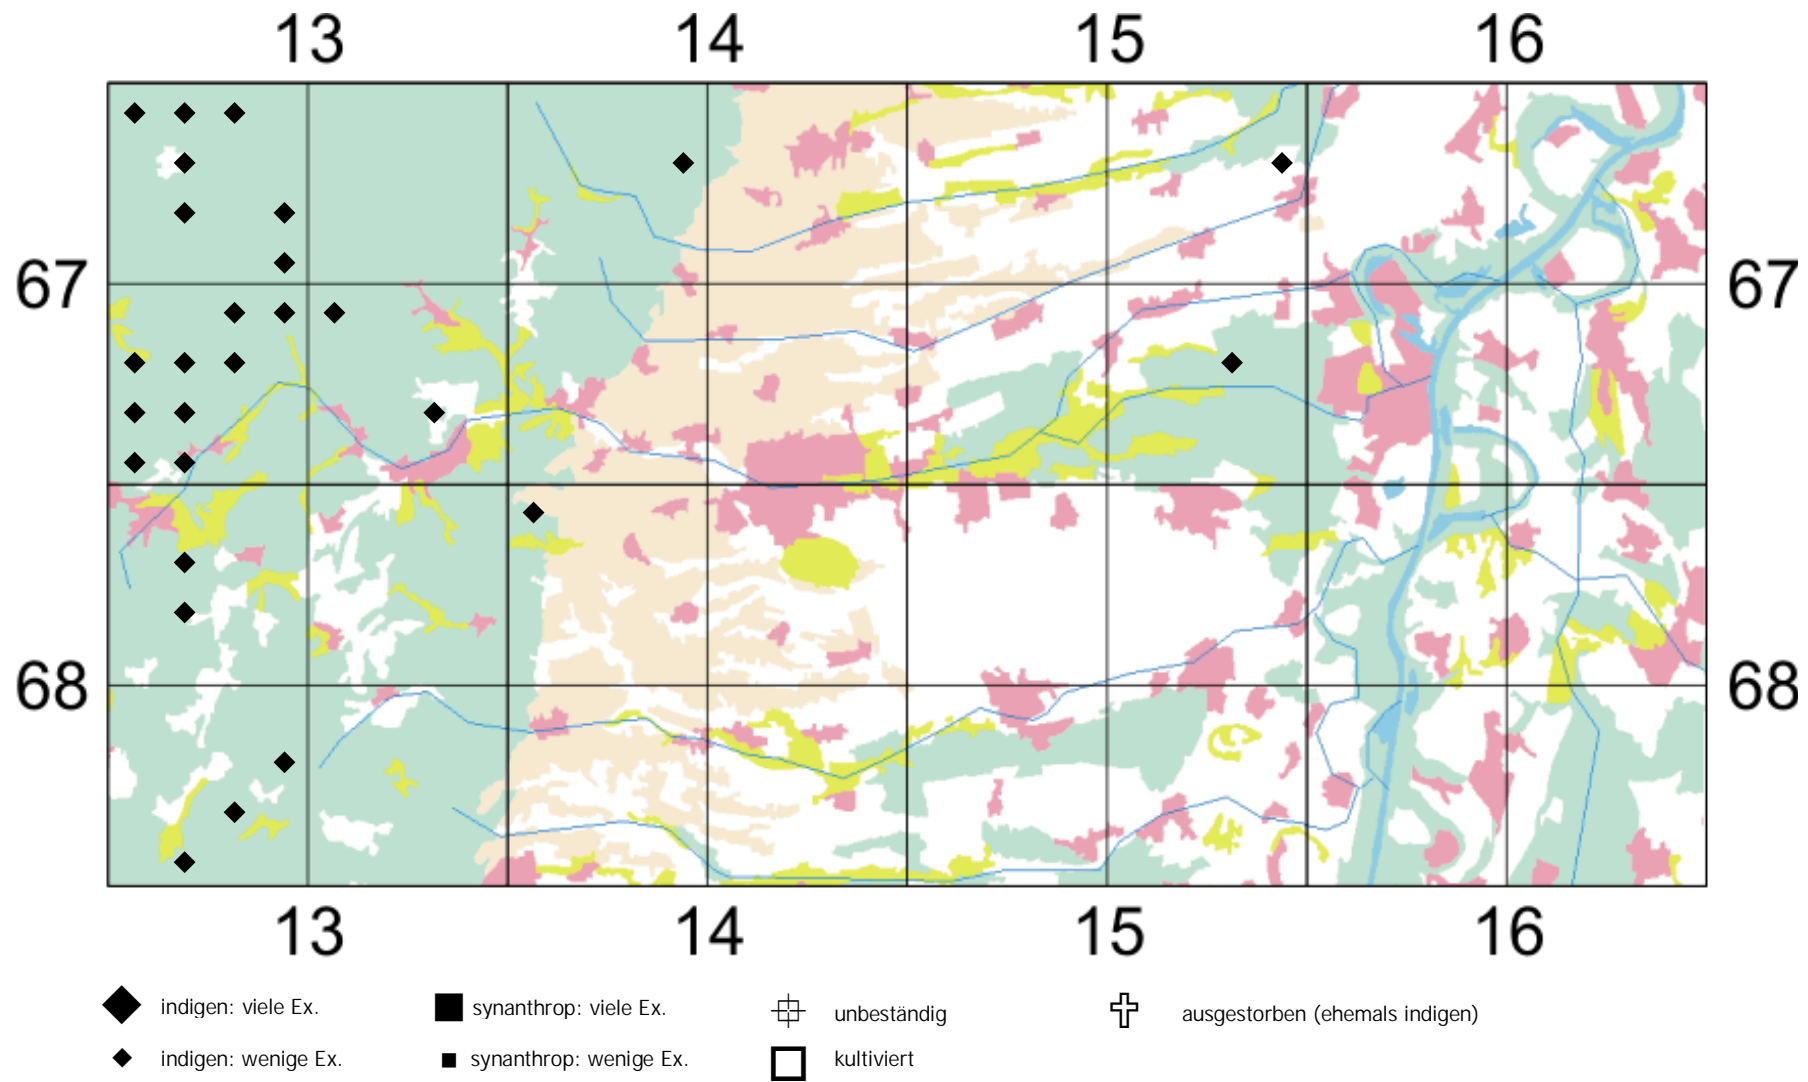 13 14 15 16
67 67
68 68
13 14 15 16
indigen: viele Ex. synanthrop: viele Ex. unbeständig ausgestorben (ehemals indigen)
indigen: wenige Ex. synanthrop: wenige Ex. kultiviert